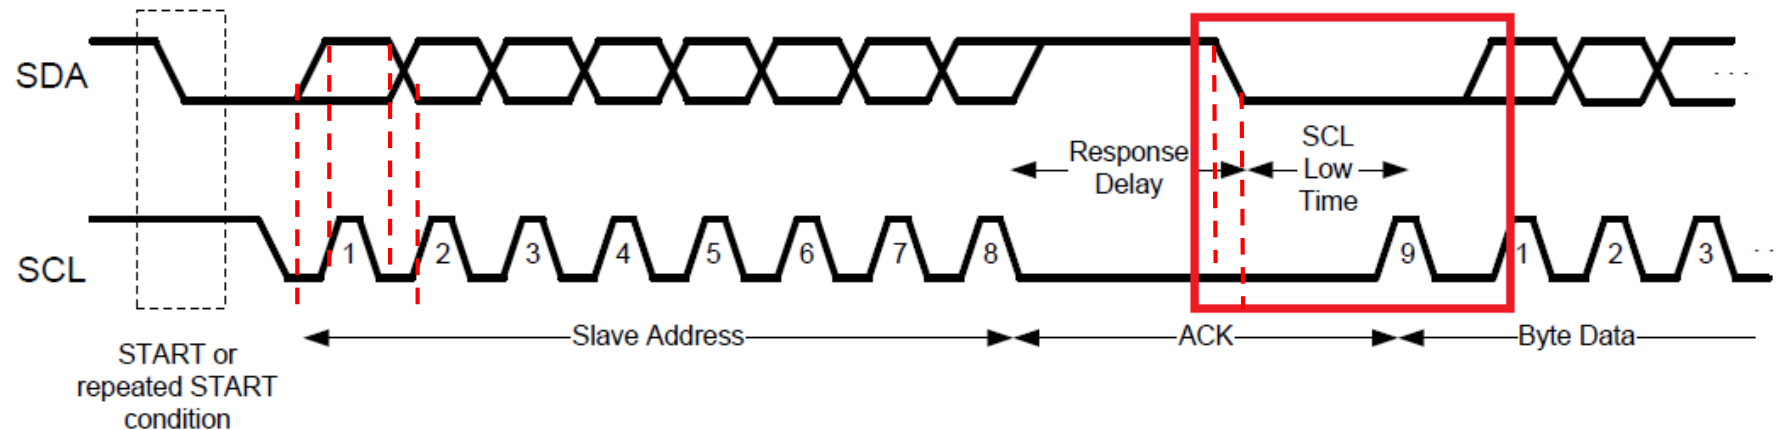 SDA
Response
Delay
SCL
Low
Time
SCL
1 2 3 4 5 6 7 8 9 1 2 3
Slave Address
ACK
Byte Data
START or
repeated START
condition